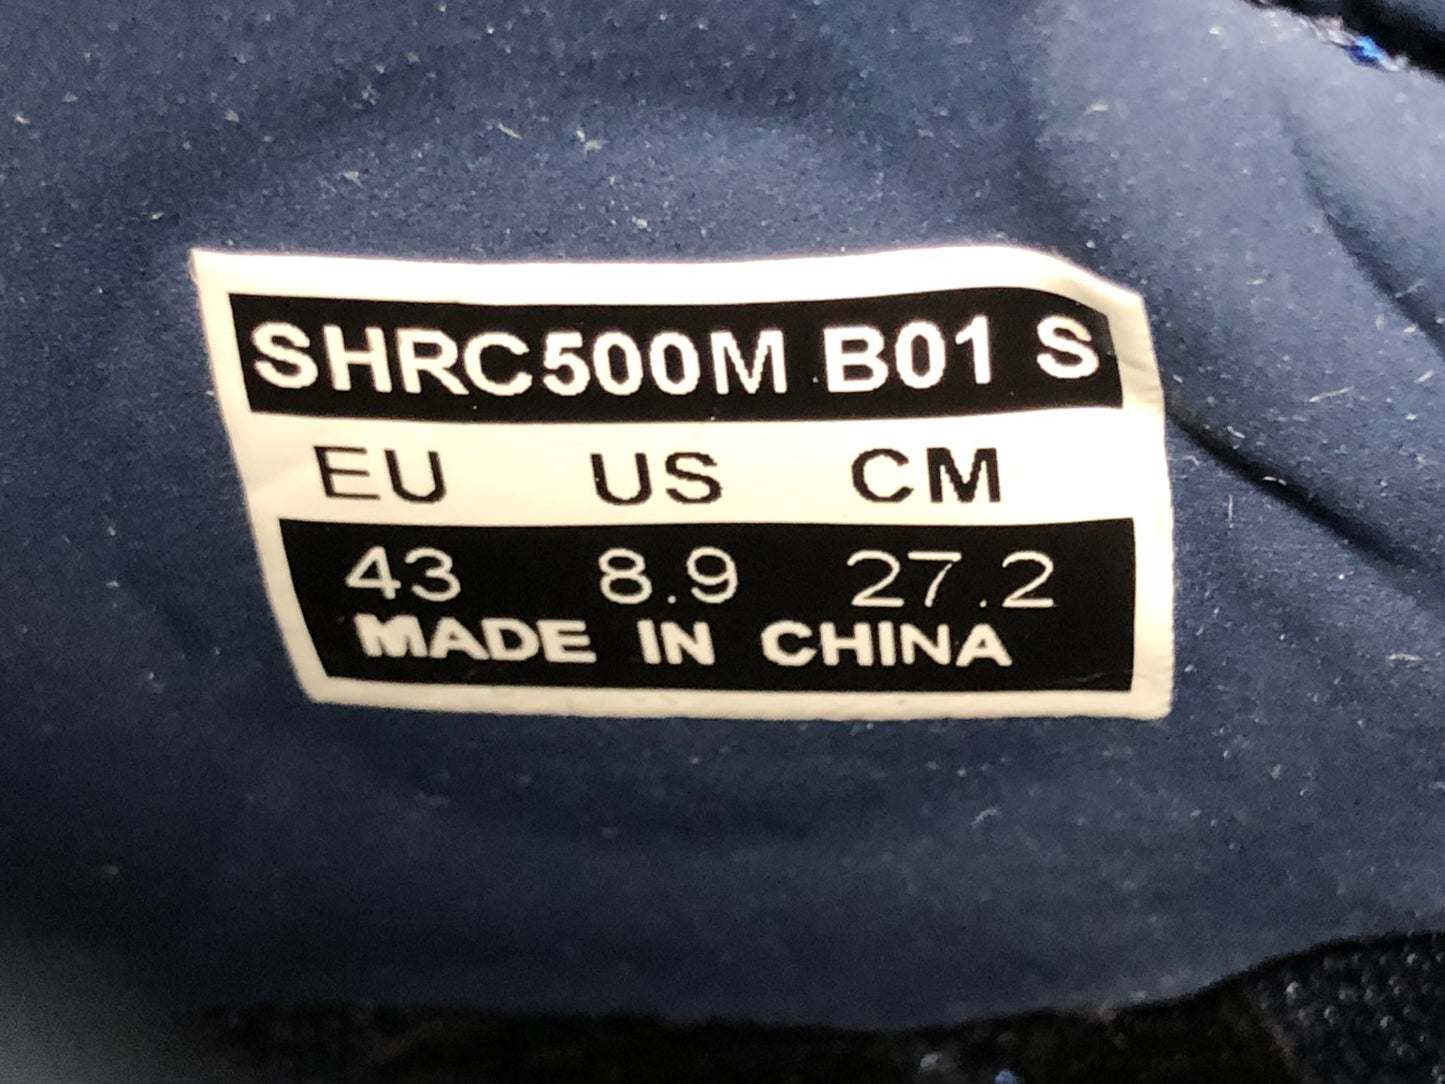 SHRC500M B01 S
EU US CM
43 8.9 27.2
MADE IN CHINA